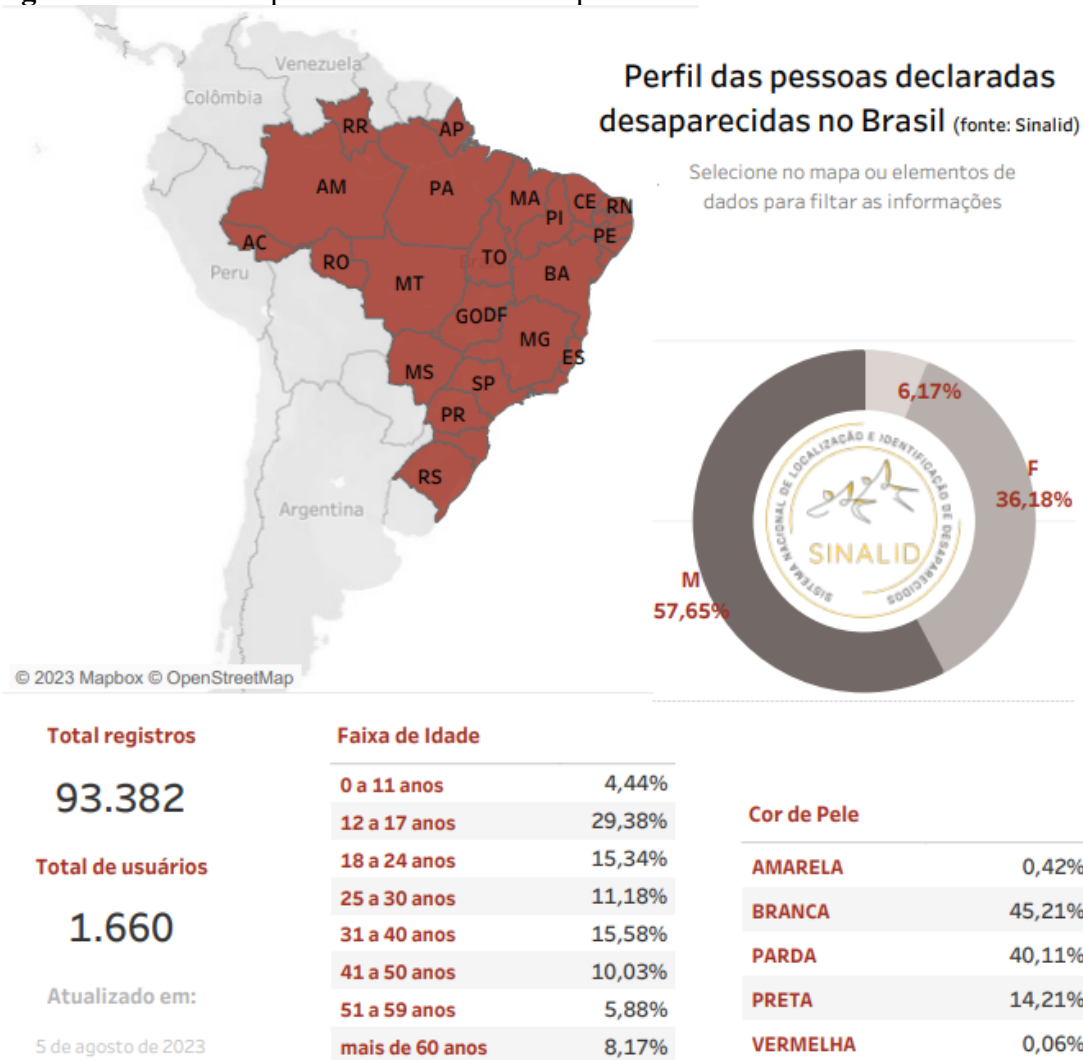 Venezuela
Colômbia
RR
AP
AM
PA
MA
CE
RN
PI
PE
AC
RO
TO
BA
MT
Peru
GO
DF
MG
ES
MS
SP
PR
RS
Argentina
© 2023 Mapbox © OpenStreetMap
Perfil das pessoas declaradas
desaparecidas no Brasil (fonte: Sinalid)
Selecione no mapa ou elementos de
dados para filtar as informações
6,17%
F
36,18%
M
57,65%
SISTEMA NACIONAL DE LOCALIZAÇÃO E IDENTIFICAÇÃO DE DESAPARECIDOS
SINALID
Total registros
93.382
Total de usuários
1.660
Atualizado em:
5 de agosto de 2023
Faixa de Idade
0 a 11 anos 4,44%
12 a 17 anos 29,38%
18 a 24 anos 15,34%
25 a 30 anos 11,18%
31 a 40 anos 15,58%
41 a 50 anos 10,03%
51 a 59 anos 5,88%
mais de 60 anos 8,17%
Cor de Pele
AMARELA 0,42%
BRANCA 45,21%
PARDA 40,11%
PRETA 14,21%
VERMELHA 0,06%